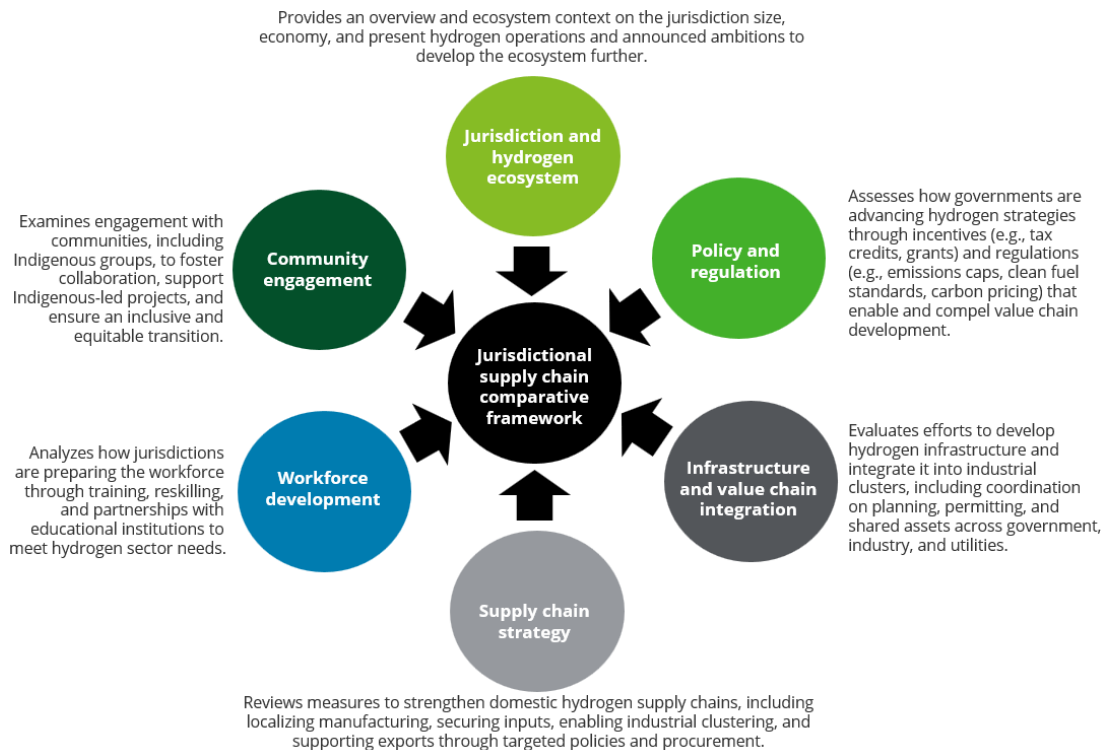 Provides an overview and ecosystem context on the jurisdiction size,
economy, and present hydrogen operations and announced ambitions to
develop the ecosystem further.
Jurisdiction and
hydrogen
ecosystem
Policy and
regulation
Assesses how governments are
advancing hydrogen strategies
through incentives (e.g., tax
credits, grants) and regulations
(e.g., emissions caps, clean fuel
standards, carbon pricing) that
enable and compel value chain
development.
Infrastructure
and value chain
integration
Evaluates efforts to develop
hydrogen infrastructure and
integrate it into industrial
clusters, including coordination
on planning, permitting, and
shared assets across government,
industry, and utilities.
Supply chain
strategy
Reviews measures to strengthen domestic hydrogen supply chains, including
localizing manufacturing, securing inputs, enabling industrial clustering, and
supporting exports through targeted policies and procurement.
Workforce
development
Analyzes how jurisdictions
are preparing the workforce
through training, reskilling,
and partnerships with
educational institutions to
meet hydrogen sector needs.
Community
engagement
Examines engagement with
communities, including
Indigenous groups, to foster
collaboration, support
Indigenous-led projects, and
ensure an inclusive and
equitable transition.
Jurisdictional
supply chain
comparative
framework